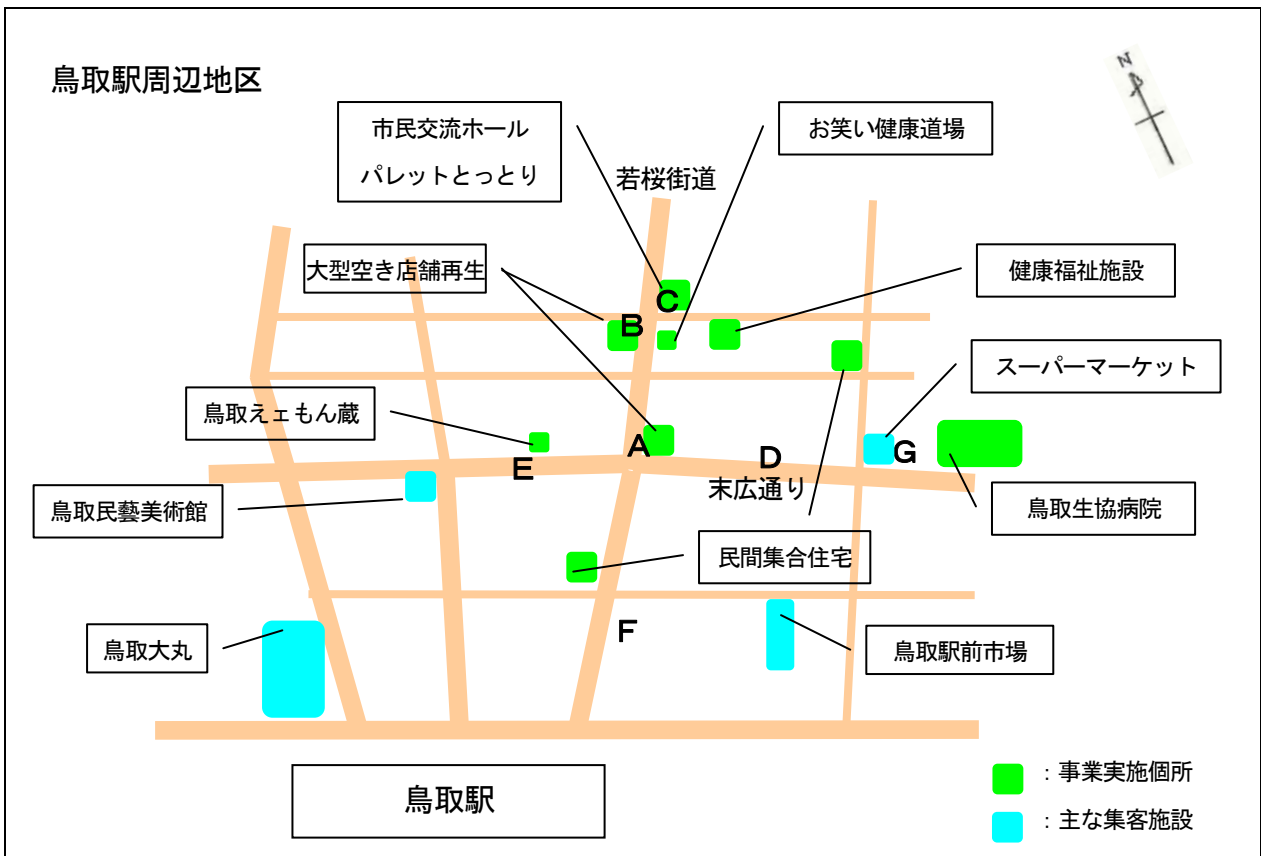 鳥取駅周辺地区
N
市民交流ホール
パレットとっとり
お笑い健康道場
若桜街道
大型空き店舗再生
健康福祉施設
C
B
スーパーマーケット
鳥取えェもん蔵
A
D
G
E
末広通り
鳥取民藝美術館
鳥取生協病院
民間集合住宅
F
鳥取大丸
鳥取駅前市場
鳥取駅
：事業実施個所
：主な集客施設